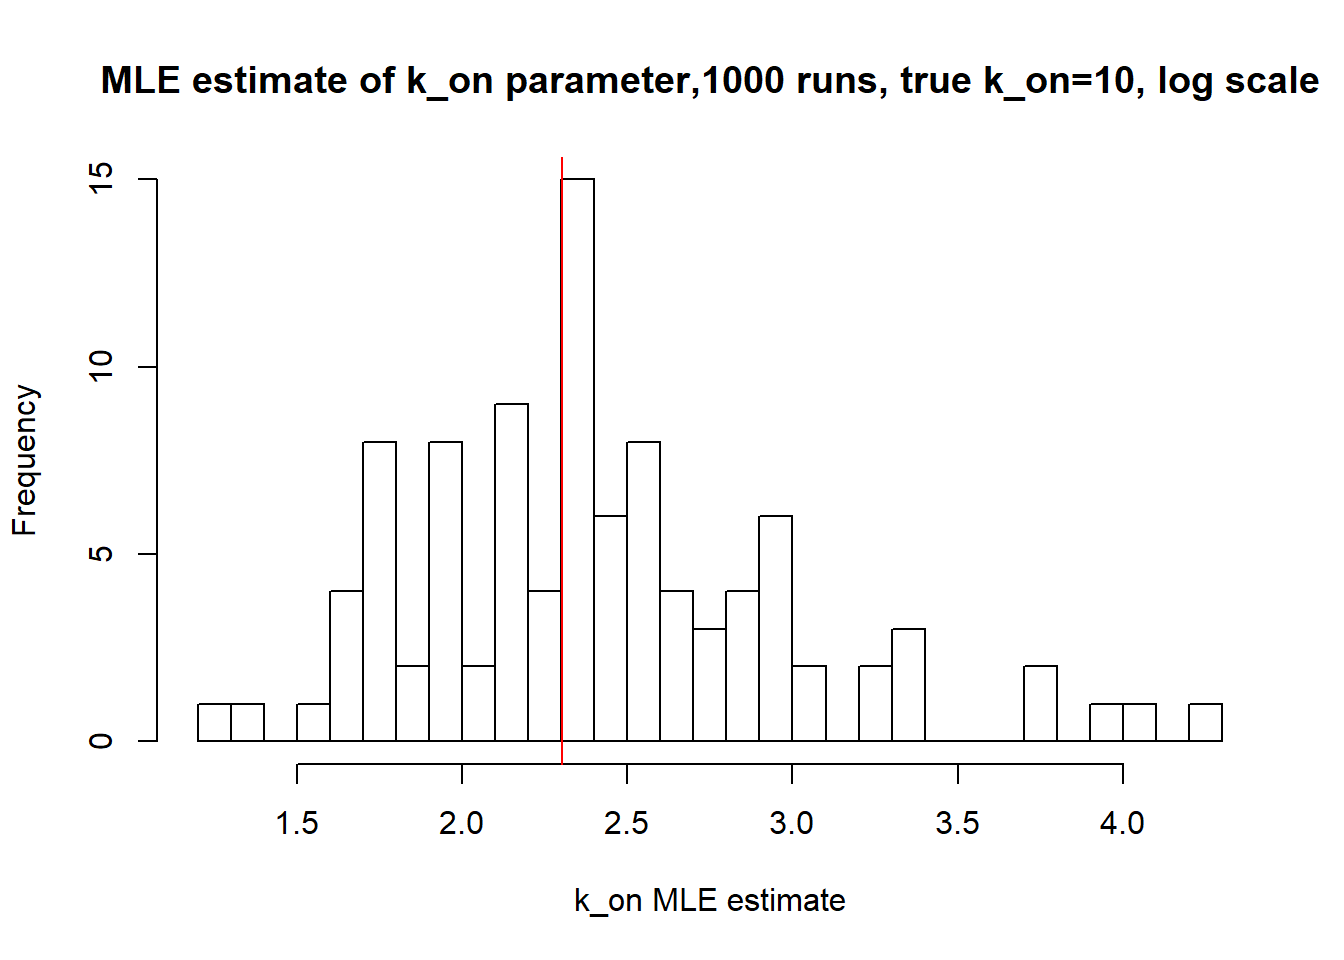 MLE estimate of k_on parameter,1000 runs, true k_on=10, log scale
Frequency
15
10
5
0
1.5 2.0 2.5 3.0 3.5 4.0
k_on MLE estimate